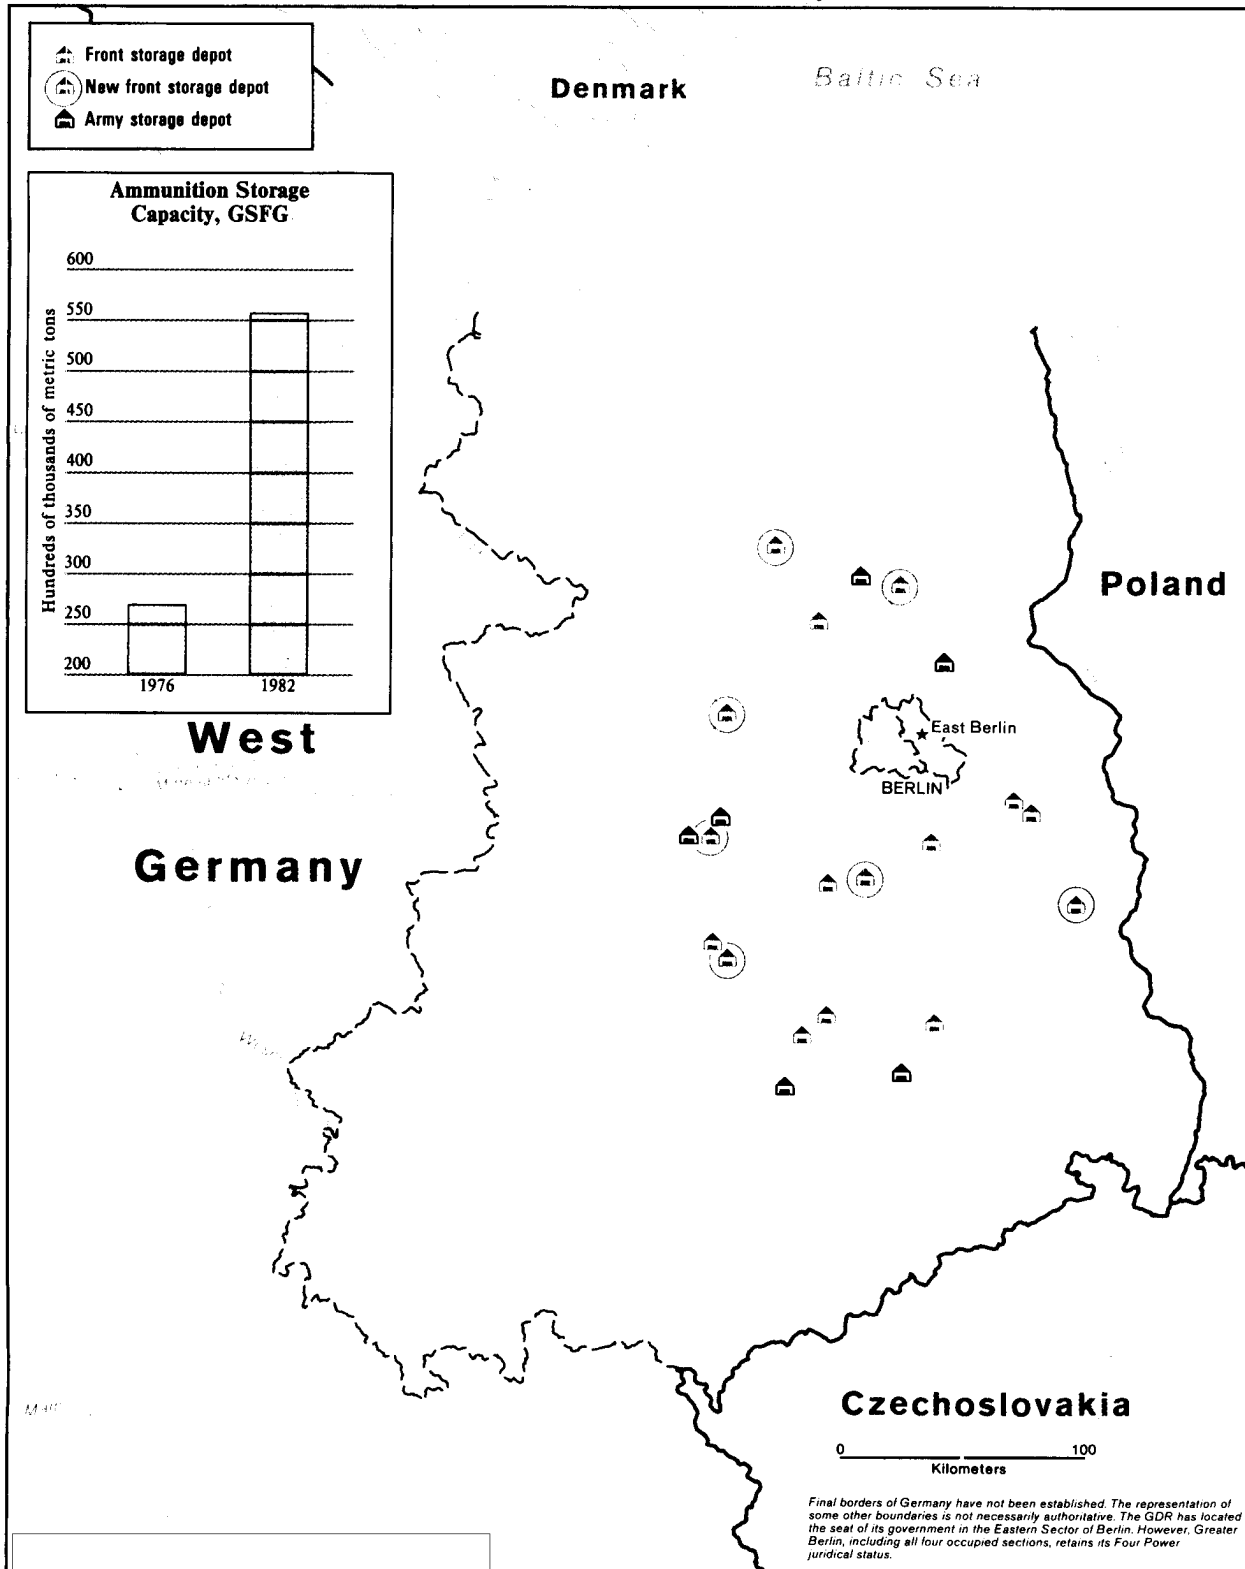 Front storage depot
New front storage depot
Army storage depot
Denmark
Baltic Sea
Ammunition Storage
Capacity, GSFG
Hundreds of thousands of metric tons
600
550
500
450
400
350
300
250
200
1976
1982
Poland
West
Germany
East Berlin
BERLIN
Czechoslovakia
0
100
Kilometers
Final borders of Germany have not been established. The representation of
some other boundaries is not necessarily authoritative. The GDR has located
the seat of its government in the Eastern Sector of Berlin. However, Greater
Berlin, including all four occupied sections, retains its Four Power
juridical status.